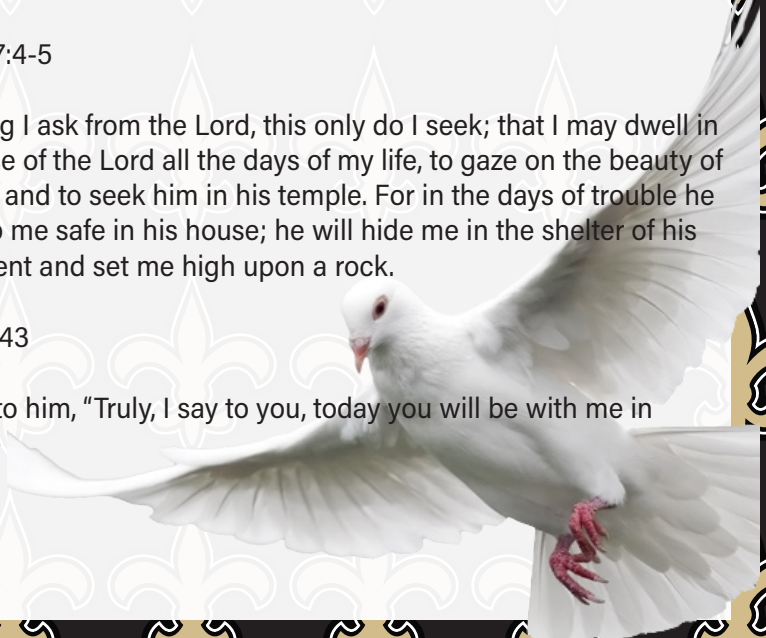 7:4-5
g I ask from the Lord, this only do I seek; that I may dwell in
e of the Lord all the days of my life, to gaze on the beauty of
and to seek him in his temple. For in the days of trouble he
me safe in his house; he will hide me in the shelter of his
ent and set me high upon a rock.
43
to him, “Truly, I say to you, today you will be with me in